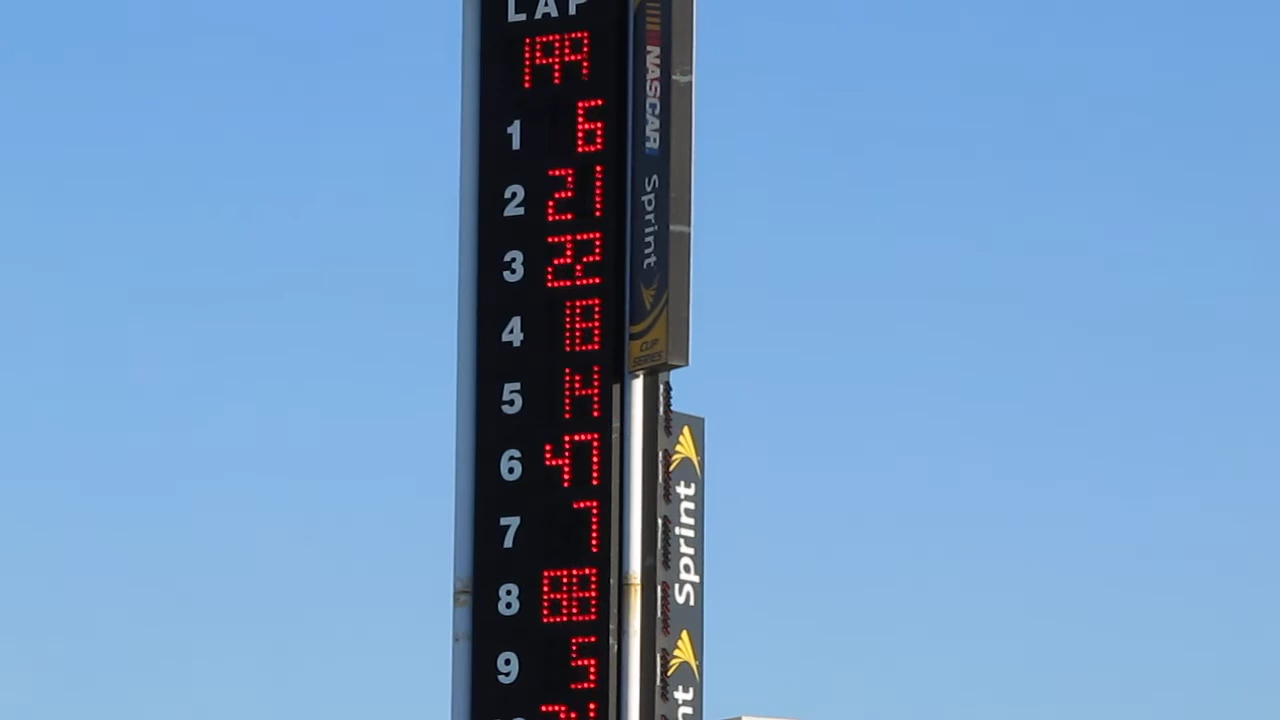 LAP
199
1 6
2 21
3 22
4 18
5 14
6 47
7 7
8 88
9 5
NASCAR
Sprint
CUP
SERIES
Sprint